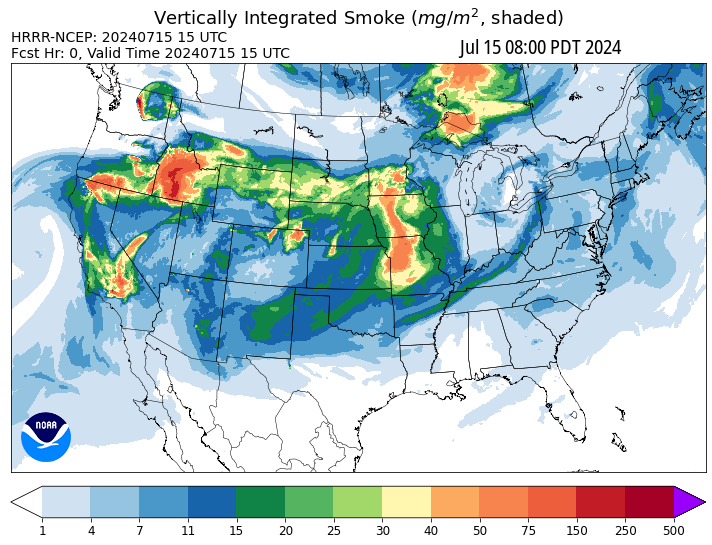 Vertically Integrated Smoke (mg/m², shaded)
HRRR-NCEP: 20240715 15 UTC
Fcst Hr: 0, Valid Time 20240715 15 UTC
Jul 15 08:00 PDT 2024
NOAA
1 4 7 11 15 20 25 30 40 50 75 150 250 500